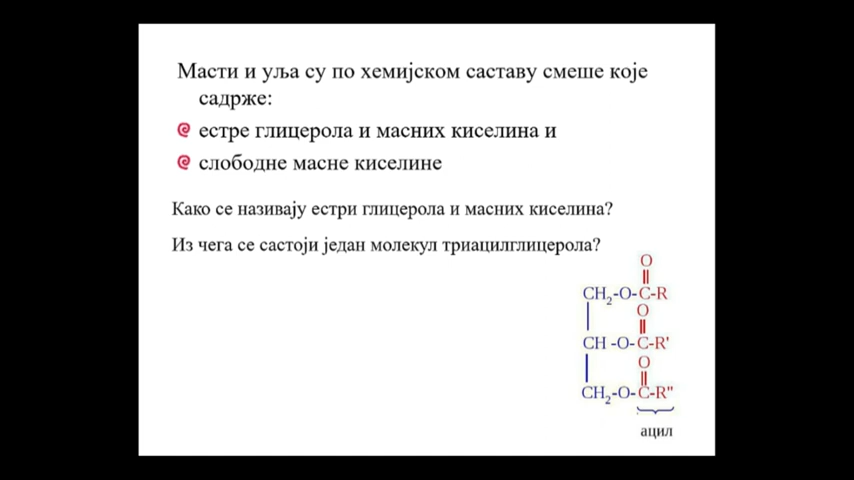 Масти и уља су по хемијском саставу смеше које
садрже:
естре глицерола и масних киселина и
слободне масне киселине
Како се називају естри глицерола и масних киселина?
Из чега се састоји један молекул триацилглицерола?
O
CH₂-O-C-R
O
CH -O-C-R'
O
CH₂-O-C-R"
ацил